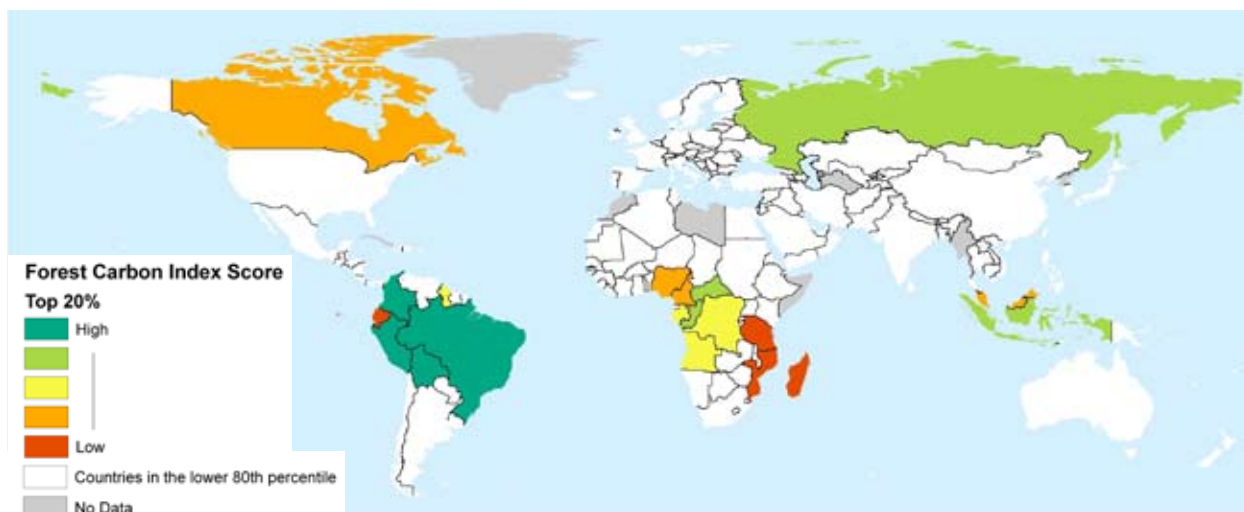 Forest Carbon Index Score
Top 20%
High
Low
Countries in the lower 80th percentile
No Data